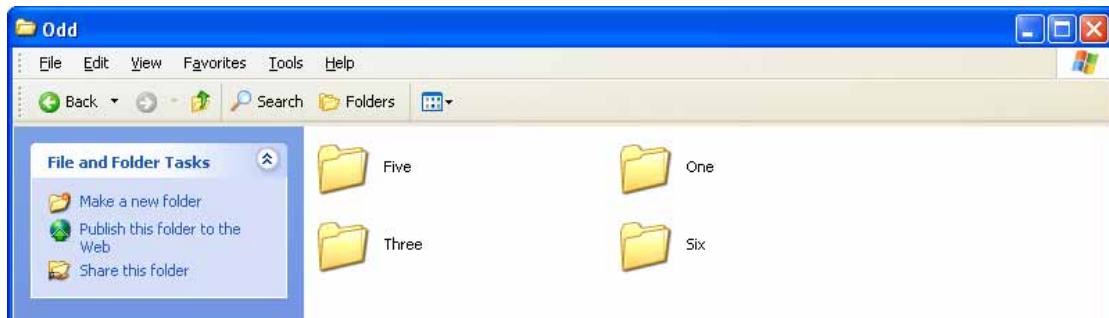 Odd
File Edit View Favorites Tools Help
Back Search Folders
File and Folder Tasks
Make a new folder
Publish this folder to the
Web
Share this folder
Five One
Three Six